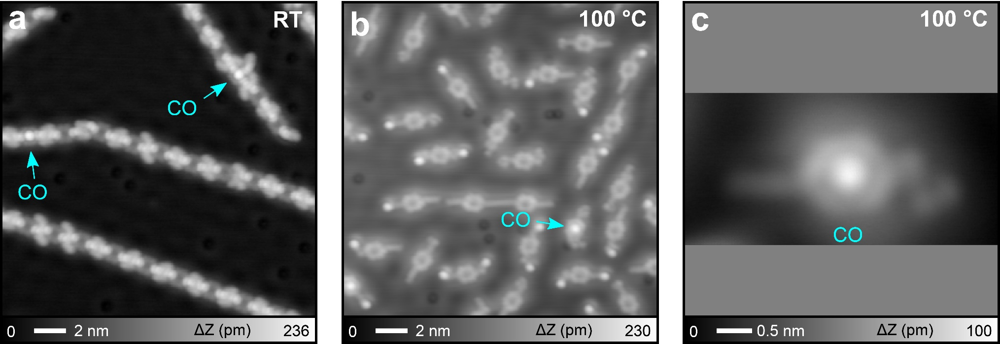 a
RT
CO
CO
0
2 nm
ΔZ (pm)
236
b
100 °C
CO
0
2 nm
ΔZ (pm)
230
c
100 °C
CO
0
0.5 nm
ΔZ (pm)
100